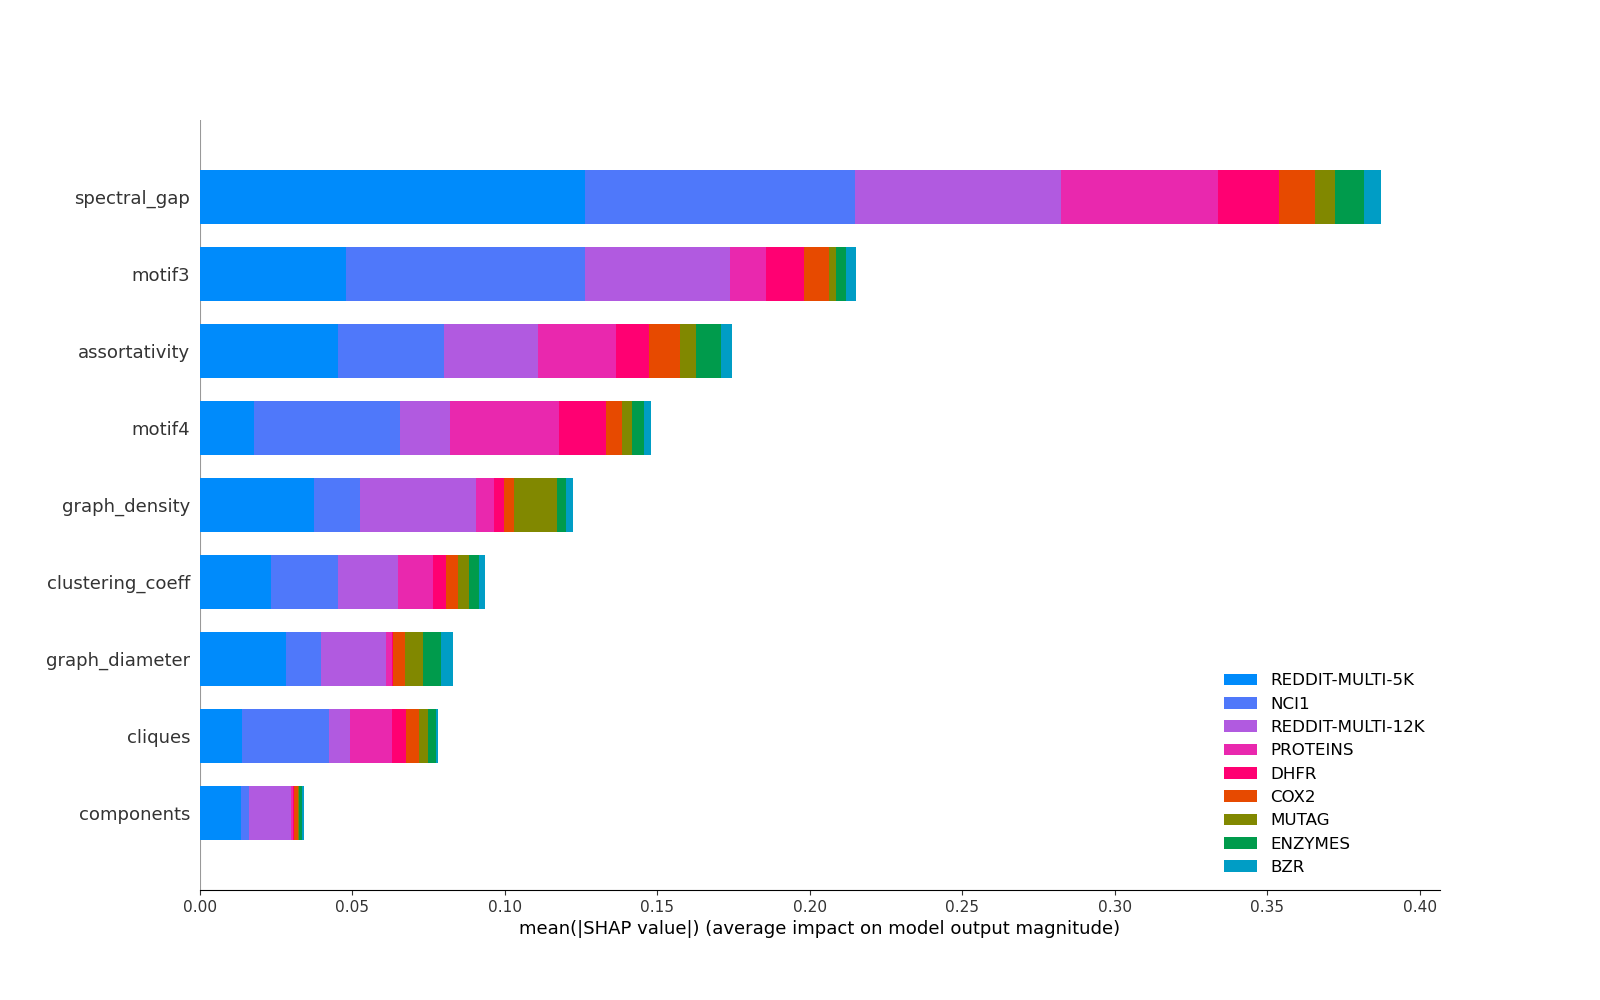 spectral_gap
motif3
assortativity
motif4
graph_density
clustering_coeff
graph_diameter
cliques
components
REDDIT-MULTI-5K
NCI1
REDDIT-MULTI-12K
PROTEINS
DHFR
COX2
MUTAG
ENZYMES
BZR
0.00 0.05 0.10 0.15 0.20 0.25 0.30 0.35 0.40
mean(|SHAP value|) (average impact on model output magnitude)